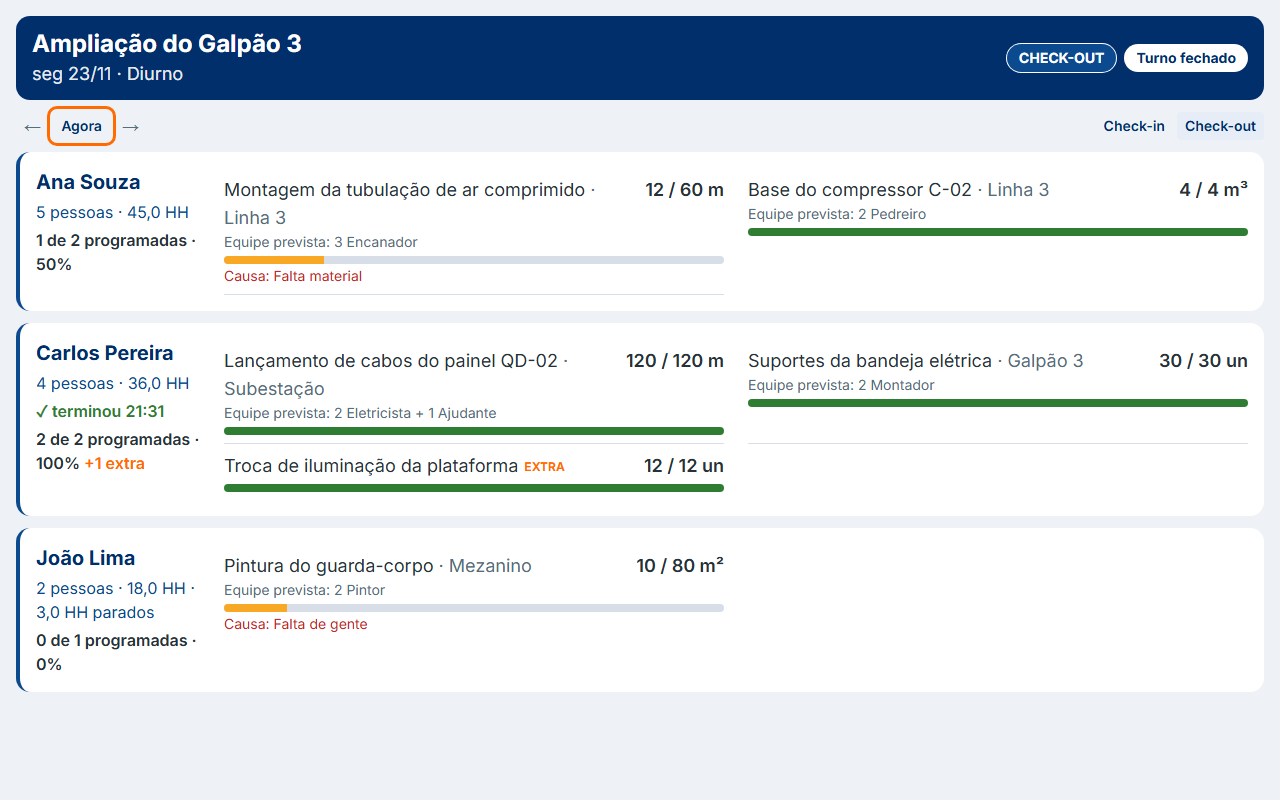 Ampliação do Galpão 3
seg 23/11 · Diurno
CHECK-OUT
Turno fechado
← Agora →
Check-in
Check-out
Ana Souza
5 pessoas · 45,0 HH
1 de 2 programadas ·
50%
Montagem da tubulação de ar comprimido ·
Linha 3
12 / 60 m
Equipe prevista: 3 Encanador
Causa: Falta material
Base do compressor C-02 · Linha 3
4 / 4 m³
Equipe prevista: 2 Pedreiro
Carlos Pereira
4 pessoas · 36,0 HH
✓ terminou 21:31
2 de 2 programadas ·
100% +1 extra
Lançamento de cabos do painel QD-02 ·
Subestação
120 / 120 m
Equipe prevista: 2 Eletricista + 1 Ajudante
Suportes da bandeja elétrica · Galpão 3
30 / 30 un
Equipe prevista: 2 Montador
Troca de iluminação da plataforma EXTRA
12 / 12 un
João Lima
2 pessoas · 18,0 HH ·
3,0 HH parados
0 de 1 programadas ·
0%
Pintura do guarda-corpo · Mezanino
10 / 80 m²
Equipe prevista: 2 Pintor
Causa: Falta de gente